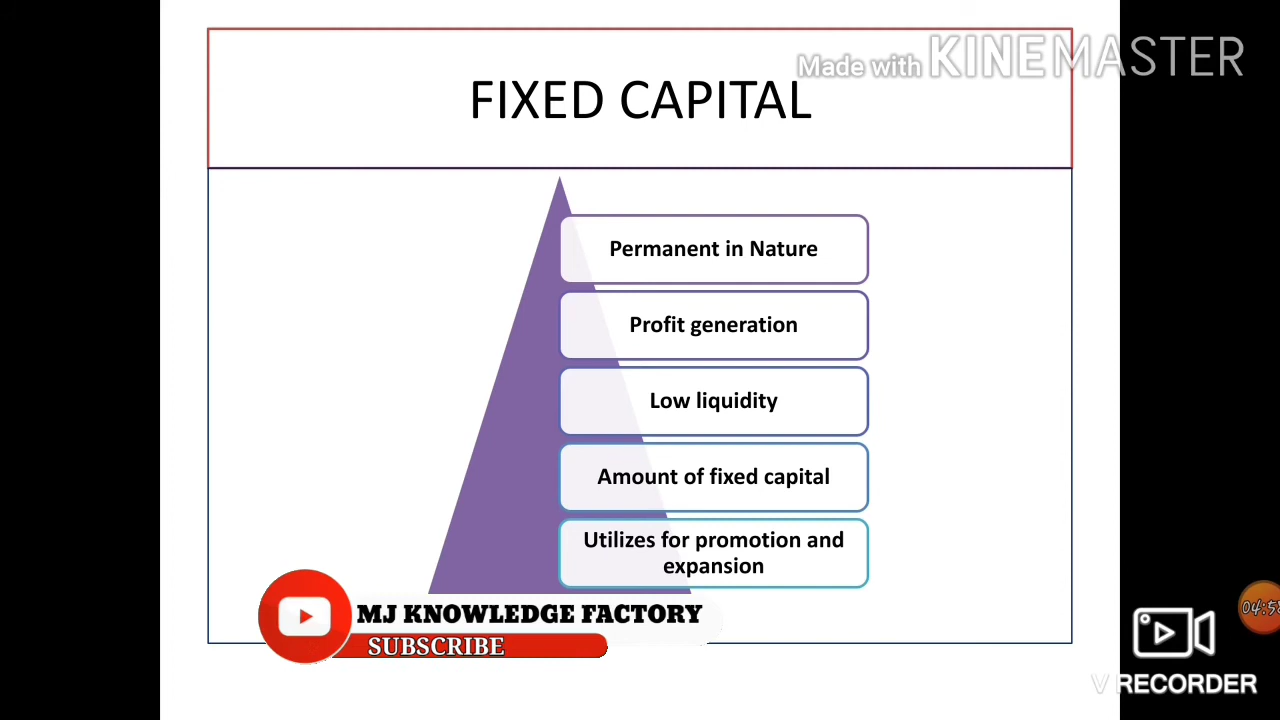 Made with KINEMASTER
FIXED CAPITAL
Permanent in Nature
Profit generation
Low liquidity
Amount of fixed capital
Utilizes for promotion and
expansion
MJ KNOWLEDGE FACTORY
SUBSCRIBE
V RECORDER